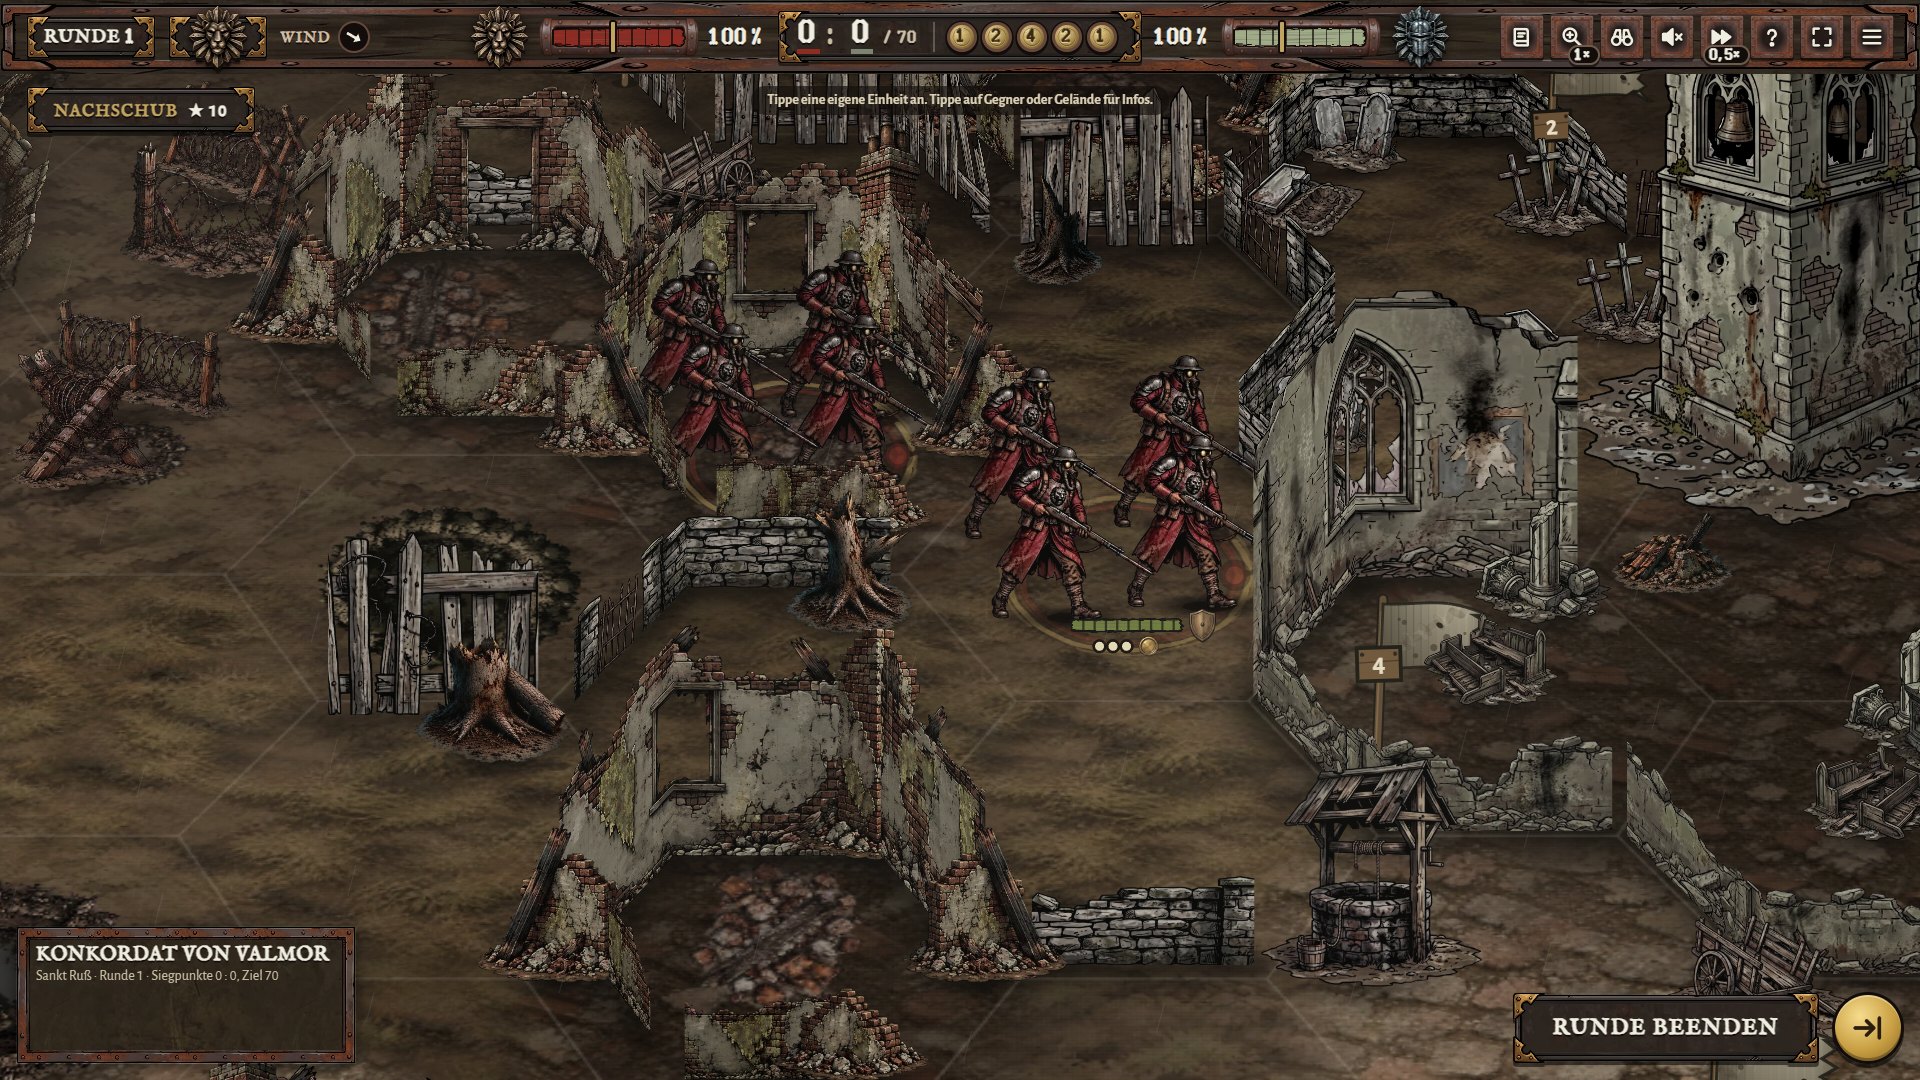 RUNDE 1
WIND
100%
0 : 0 / 70
1 2 4 2 1
100%
1×
0,5×
?
NACHSCHUB ★ 10
Tippe eine eigene Einheit an. Tippe auf Gegner oder Gelände für Infos.
2
4
KONKORDAT VON VALMOR
Sankt Ruß · Runde 1 · Siegpunkte 0 : 0, Ziel 70
RUNDE BEENDEN